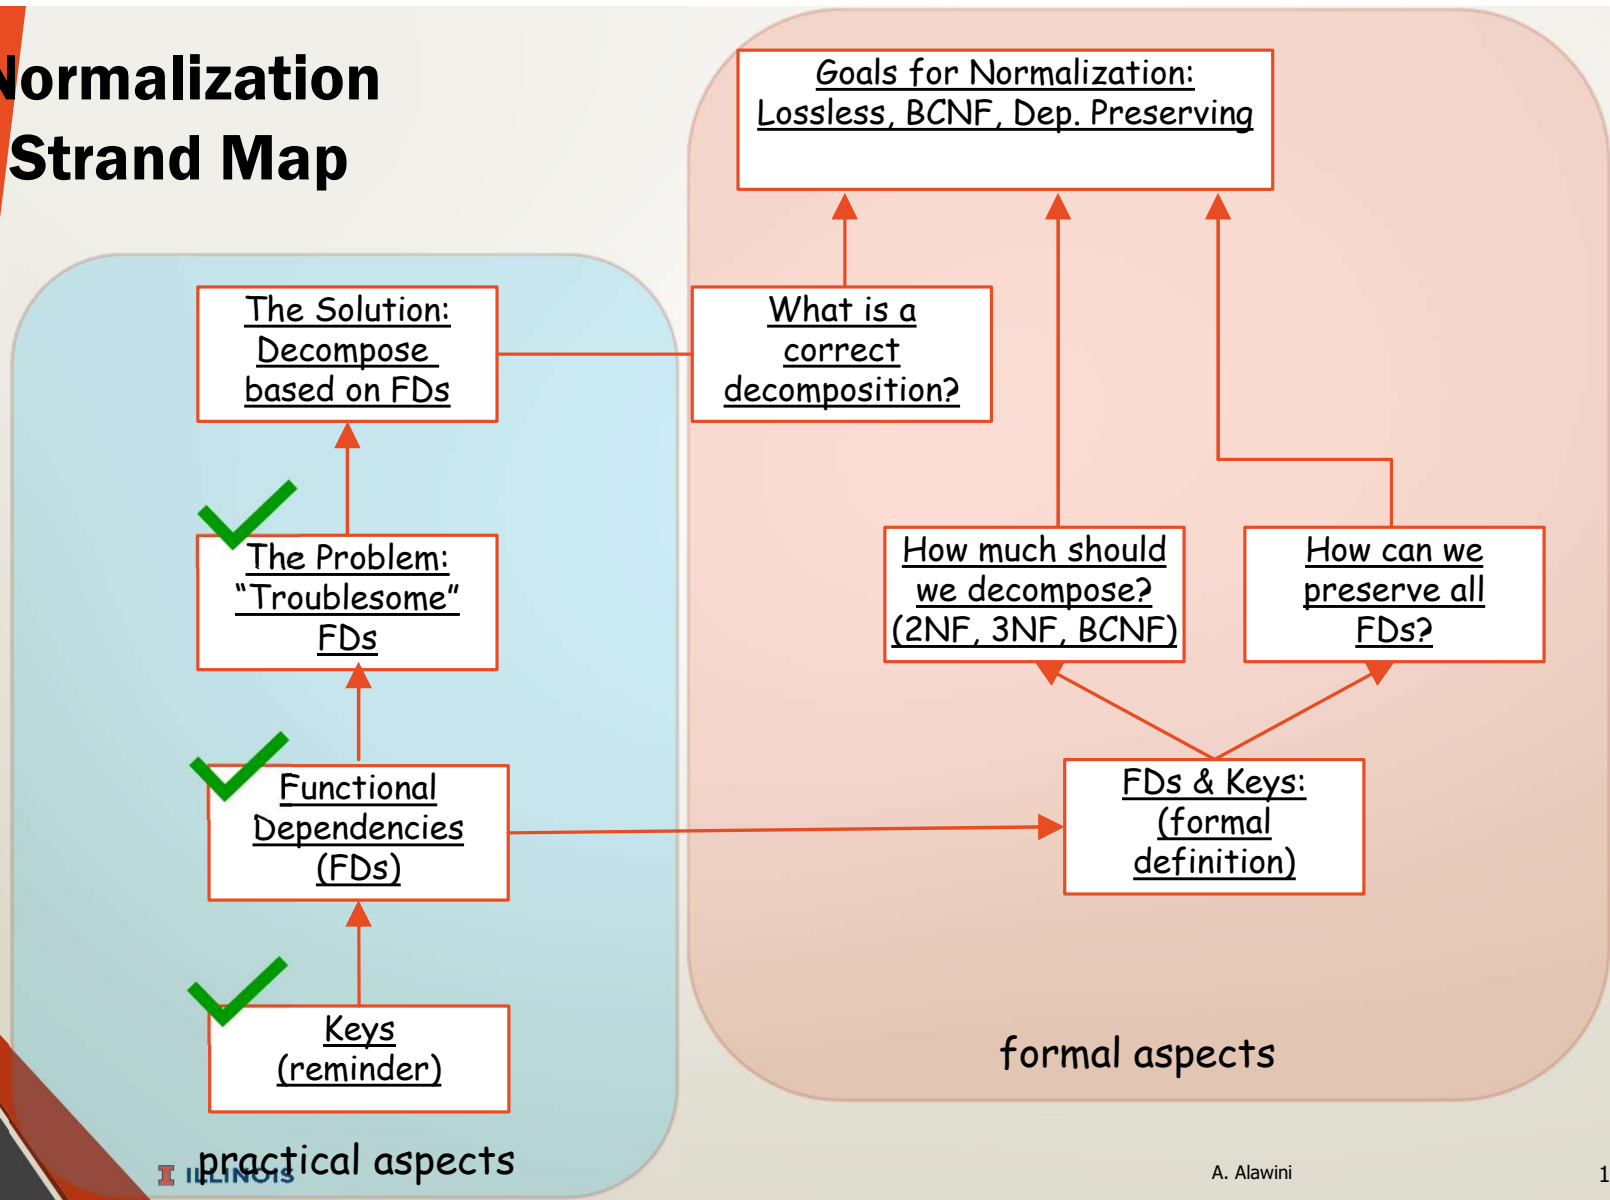 Normalization
Strand Map
Goals for Normalization:
Lossless, BCNF, Dep. Preserving
The Solution:
Decompose
based on FDs
What is a
correct
decomposition?
The Problem:
“Troublesome”
FDs
How much should
we decompose?
(2NF, 3NF, BCNF)
How can we
preserve all
FDs?
Functional
Dependencies
(FDs)
FDs & Keys:
(formal
definition)
Keys
(reminder)
formal aspects
practical aspects
I ILLINOIS
A. Alawini
1